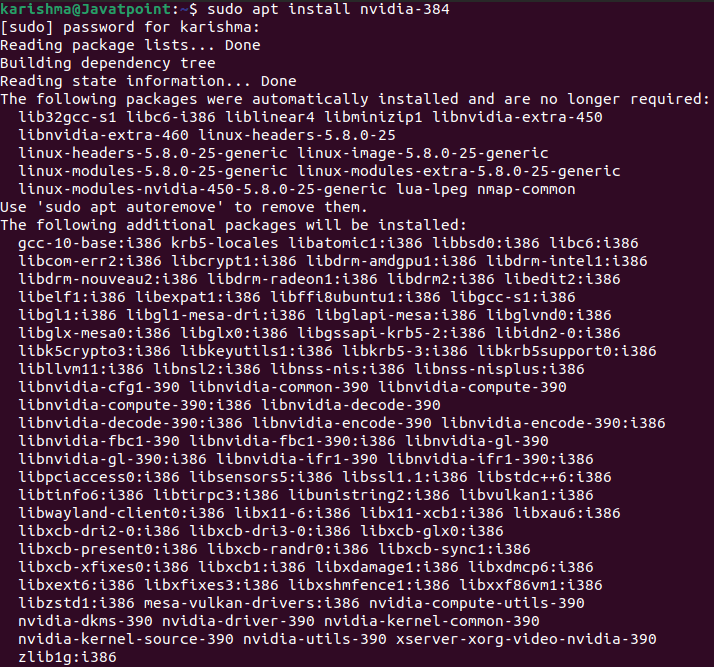 karishma@Javatpoint:~$ sudo apt install nvidia-384
[sudo] password for karishma:
Reading package lists... Done
Building dependency tree
Reading state information... Done
The following packages were automatically installed and are no longer required:
  lib32gcc-s1 libc6-i386 liblinear4 libminizip1 libnvidia-extra-450
  libnvidia-extra-460 linux-headers-5.8.0-25
  linux-headers-5.8.0-25-generic linux-image-5.8.0-25-generic
  linux-modules-5.8.0-25-generic linux-modules-extra-5.8.0-25-generic
  linux-modules-nvidia-450-5.8.0-25-generic lua-lpeg nmap-common
Use 'sudo apt autoremove' to remove them.
The following additional packages will be installed:
  gcc-10-base:i386 krb5-locales libatomic1:i386 libbsd0:i386 libc6:i386
  libcom-err2:i386 libcrypt1:i386 libdrm-amdgpu1:i386 libdrm-intel1:i386
  libdrm-nouveau2:i386 libdrm-radeon1:i386 libdrm2:i386 libedit2:i386
  libelf1:i386 libexpat1:i386 libffi8ubuntu1:i386 libgcc-s1:i386
  libgl1:i386 libgl1-mesa-dri:i386 libglapi-mesa:i386 libglvnd0:i386
  libglx-mesa0:i386 libglx0:i386 libgssapi-krb5-2:i386 libidn2-0:i386
  libk5crypto3:i386 libkeyutils1:i386 libkrb5-3:i386 libkrb5support0:i386
  libllvm11:i386 libnsl2:i386 libnss-nis:i386 libnss-nisplus:i386
  libnvidia-cfg1-390 libnvidia-common-390 libnvidia-compute-390
  libnvidia-compute-390:i386 libnvidia-decode-390
  libnvidia-decode-390:i386 libnvidia-encode-390 libnvidia-encode-390:i386
  libnvidia-fbc1-390 libnvidia-fbc1-390:i386 libnvidia-gl-390
  libnvidia-gl-390:i386 libnvidia-ifr1-390 libnvidia-ifr1-390:i386
  libpciaccess0:i386 libsensors5:i386 libssl1.1:i386 libstdc++6:i386
  libtinfo6:i386 libtirpc3:i386 libunistring2:i386 libvulkan1:i386
  libwayland-client0:i386 libx11-6:i386 libx11-xcb1:i386 libxau6:i386
  libxcb-dri2-0:i386 libxcb-dri3-0:i386 libxcb-glx0:i386
  libxcb-present0:i386 libxcb-randr0:i386 libxcb-sync1:i386
  libxcb-xfixes0:i386 libxcb1:i386 libxdamage1:i386 libxdmcp6:i386
  libxext6:i386 libxfixes3:i386 libxshmfence1:i386 libxxf86vm1:i386
  libzstd1:i386 mesa-vulkan-drivers:i386 nvidia-compute-utils-390
  nvidia-dkms-390 nvidia-driver-390 nvidia-kernel-common-390
  nvidia-kernel-source-390 nvidia-utils-390 xserver-xorg-video-nvidia-390
  zlib1g:i386